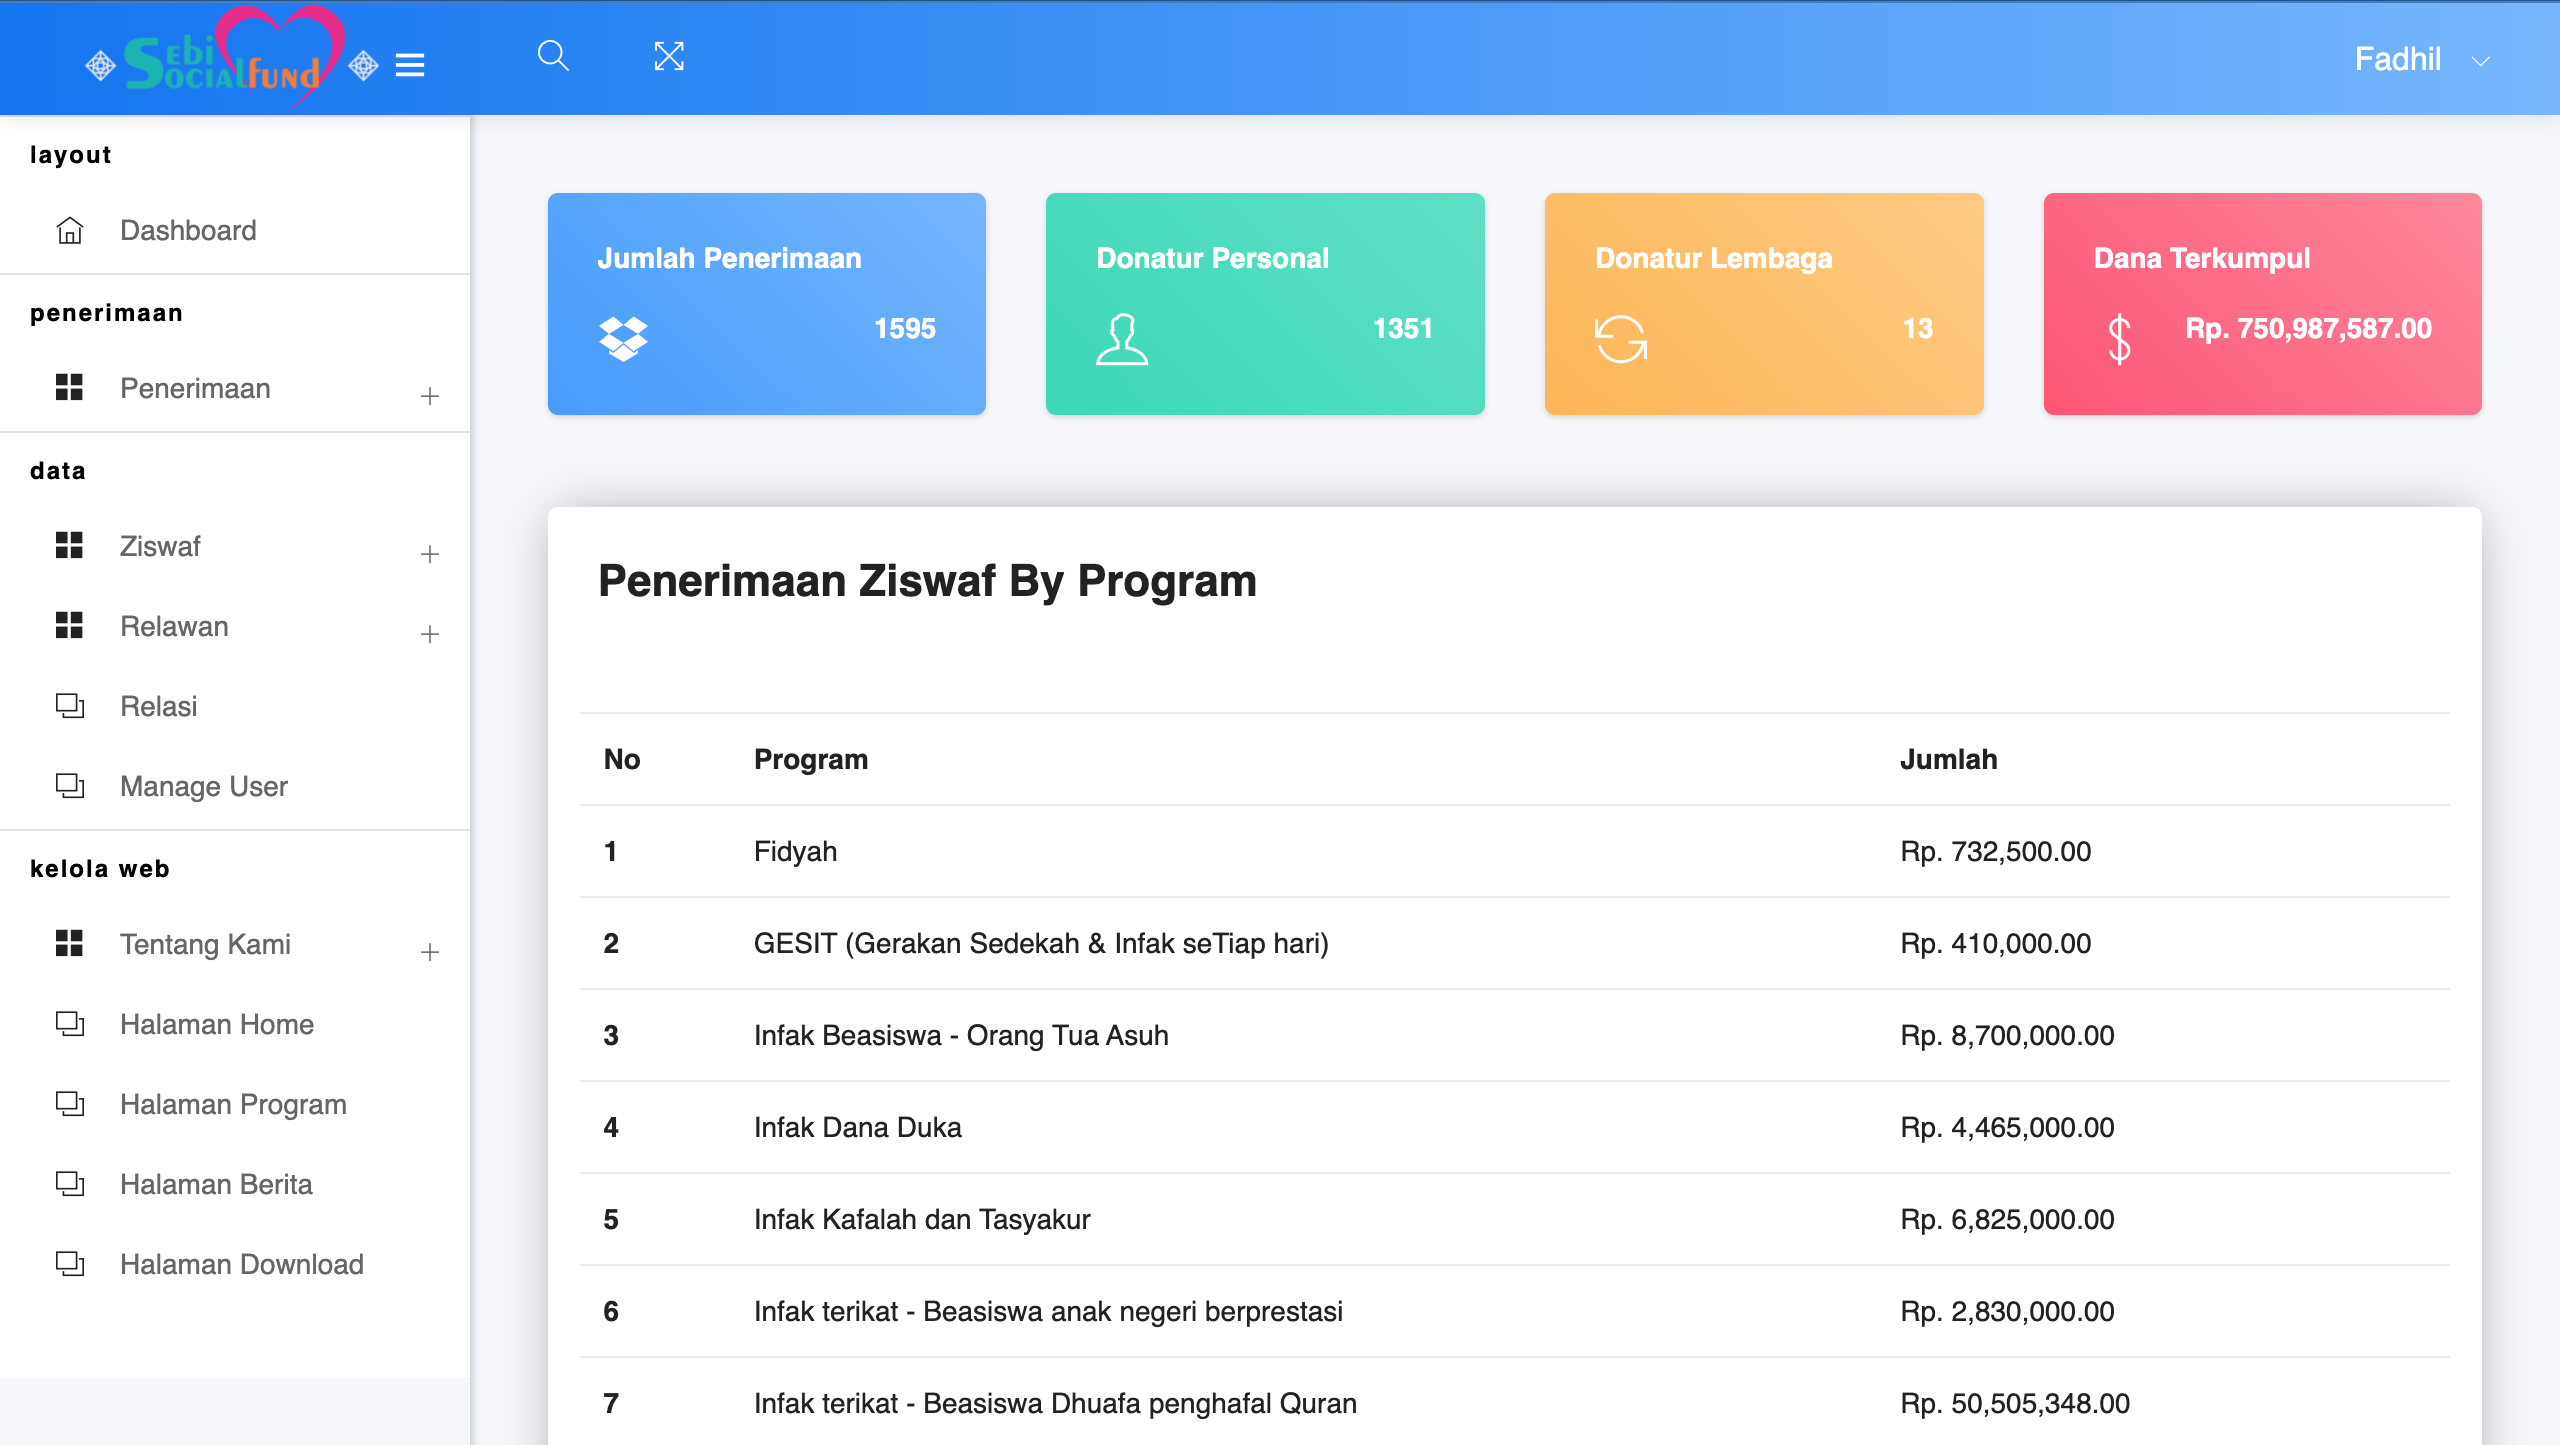 Sebi
Socialfund
Fadhil
layout
Dashboard
penerimaan
Penerimaan
data
Ziswaf
Relawan
Relasi
Manage User
kelola web
Tentang Kami
Halaman Home
Halaman Program
Halaman Berita
Halaman Download
Jumlah Penerimaan
1595
Donatur Personal
1351
Donatur Lembaga
13
Dana Terkumpul
Rp. 750,987,587.00
Penerimaan Ziswaf By Program
No Program Jumlah
1 Fidyah Rp. 732,500.00
2 GESIT (Gerakan Sedekah & Infak seTiap hari) Rp. 410,000.00
3 Infak Beasiswa - Orang Tua Asuh Rp. 8,700,000.00
4 Infak Dana Duka Rp. 4,465,000.00
5 Infak Kafalah dan Tasyakur Rp. 6,825,000.00
6 Infak terikat - Beasiswa anak negeri berprestasi Rp. 2,830,000.00
7 Infak terikat - Beasiswa Dhuafa penghafal Quran Rp. 50,505,348.00